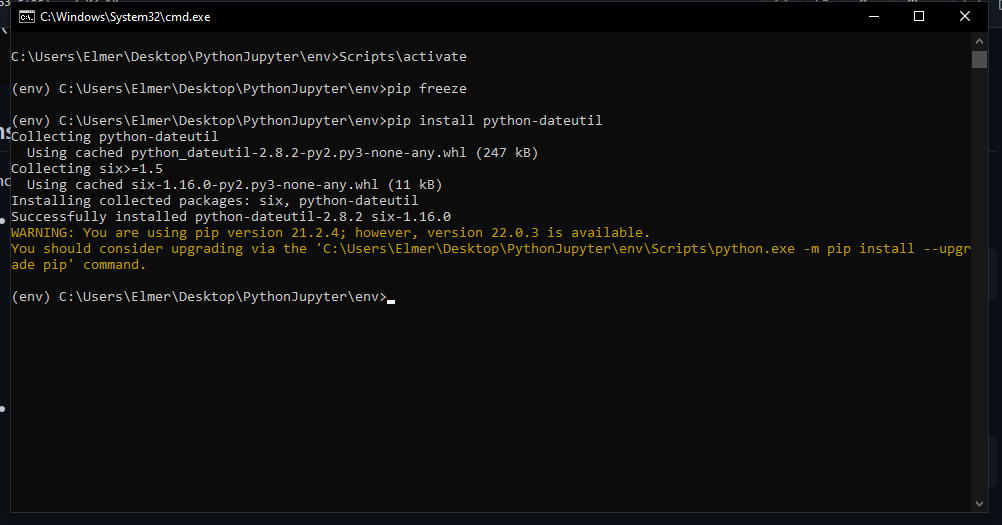 C:\Windows\System32\cmd.exe
C:\Users\Elmer\Desktop\PythonJupyter\env>Scripts\activate
(env) C:\Users\Elmer\Desktop\PythonJupyter\env>pip freeze
(env) C:\Users\Elmer\Desktop\PythonJupyter\env>pip install python-dateutil
Collecting python-dateutil
  Using cached python_dateutil-2.8.2-py2.py3-none-any.whl (247 kB)
Collecting six>=1.5
  Using cached six-1.16.0-py2.py3-none-any.whl (11 kB)
Installing collected packages: six, python-dateutil
Successfully installed python-dateutil-2.8.2 six-1.16.0
WARNING: You are using pip version 21.2.4; however, version 22.0.3 is available.
You should consider upgrading via the 'C:\Users\Elmer\Desktop\PythonJupyter\env\Scripts\python.exe -m pip install --upgr
ade pip' command.
(env) C:\Users\Elmer\Desktop\PythonJupyter\env>